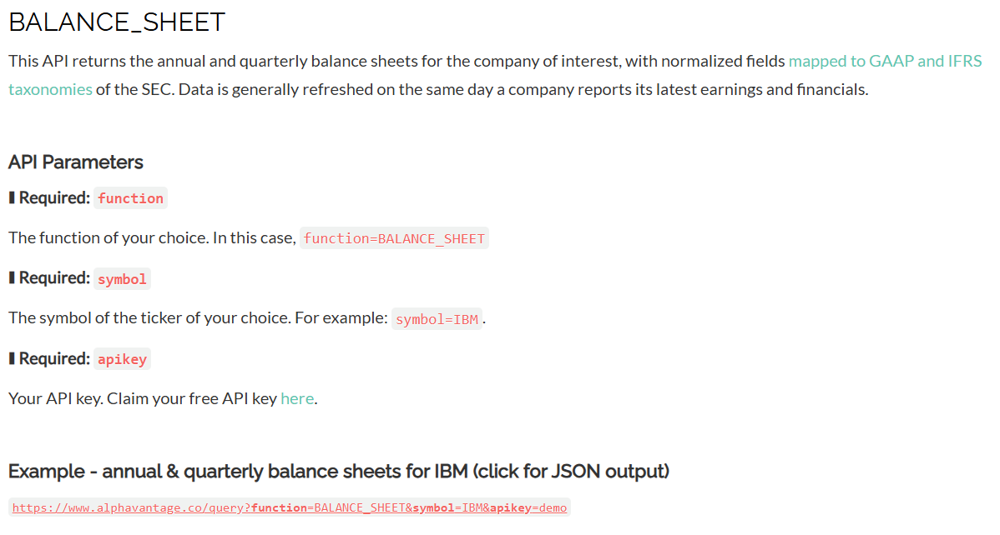 BALANCE_SHEET
This API returns the annual and quarterly balance sheets for the company of interest, with normalized fields mapped to GAAP and IFRS
taxonomies of the SEC. Data is generally refreshed on the same day a company reports its latest earnings and financials.
API Parameters
❚ Required: function
The function of your choice. In this case, function=BALANCE_SHEET
❚ Required: symbol
The symbol of the ticker of your choice. For example: symbol=IBM.
❚ Required: apikey
Your API key. Claim your free API key here.
Example - annual & quarterly balance sheets for IBM (click for JSON output)
https://www.alphavantage.co/query?function=BALANCE_SHEET&symbol=IBM&apikey=demo